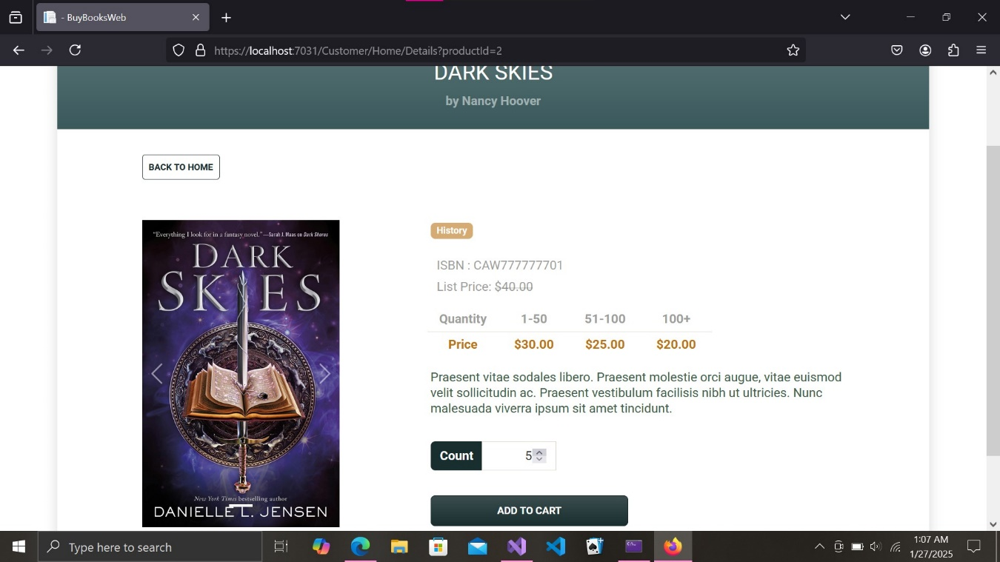 - BuyBooksWeb
https://localhost:7031/Customer/Home/Details?productId=2
DARK SKIES
by Nancy Hoover
BACK TO HOME
"Everything I look for in a fantasy novel."—Sarah J. Maas on Dark Shores
DARK
SKIES
New York Times bestselling author
DANIELLE L. JENSEN
History
ISBN : CAW777777701
List Price: $40.00
Quantity 1-50 51-100 100+
Price $30.00 $25.00 $20.00
Praesent vitae sodales libero. Praesent molestie orci augue, vitae euismod
velit sollicitudin ac. Praesent vestibulum facilisis nibh ut ultricies. Nunc
malesuada viverra ipsum sit amet tincidunt.
Count 5
ADD TO CART
Type here to search
1:07 AM
1/27/2025